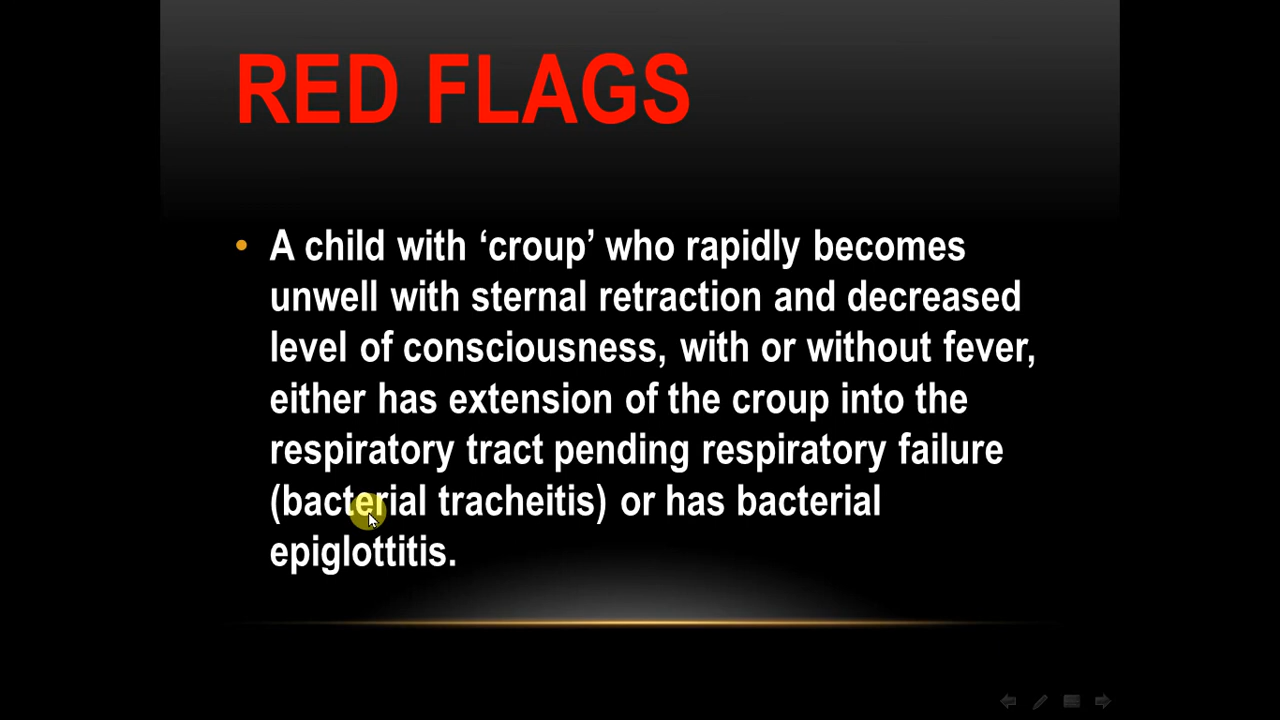 RED FLAGS
• A child with ‘croup’ who rapidly becomes
unwell with sternal retraction and decreased
level of consciousness, with or without fever,
either has extension of the croup into the
respiratory tract pending respiratory failure
(bacterial tracheitis) or has bacterial
epiglottitis.